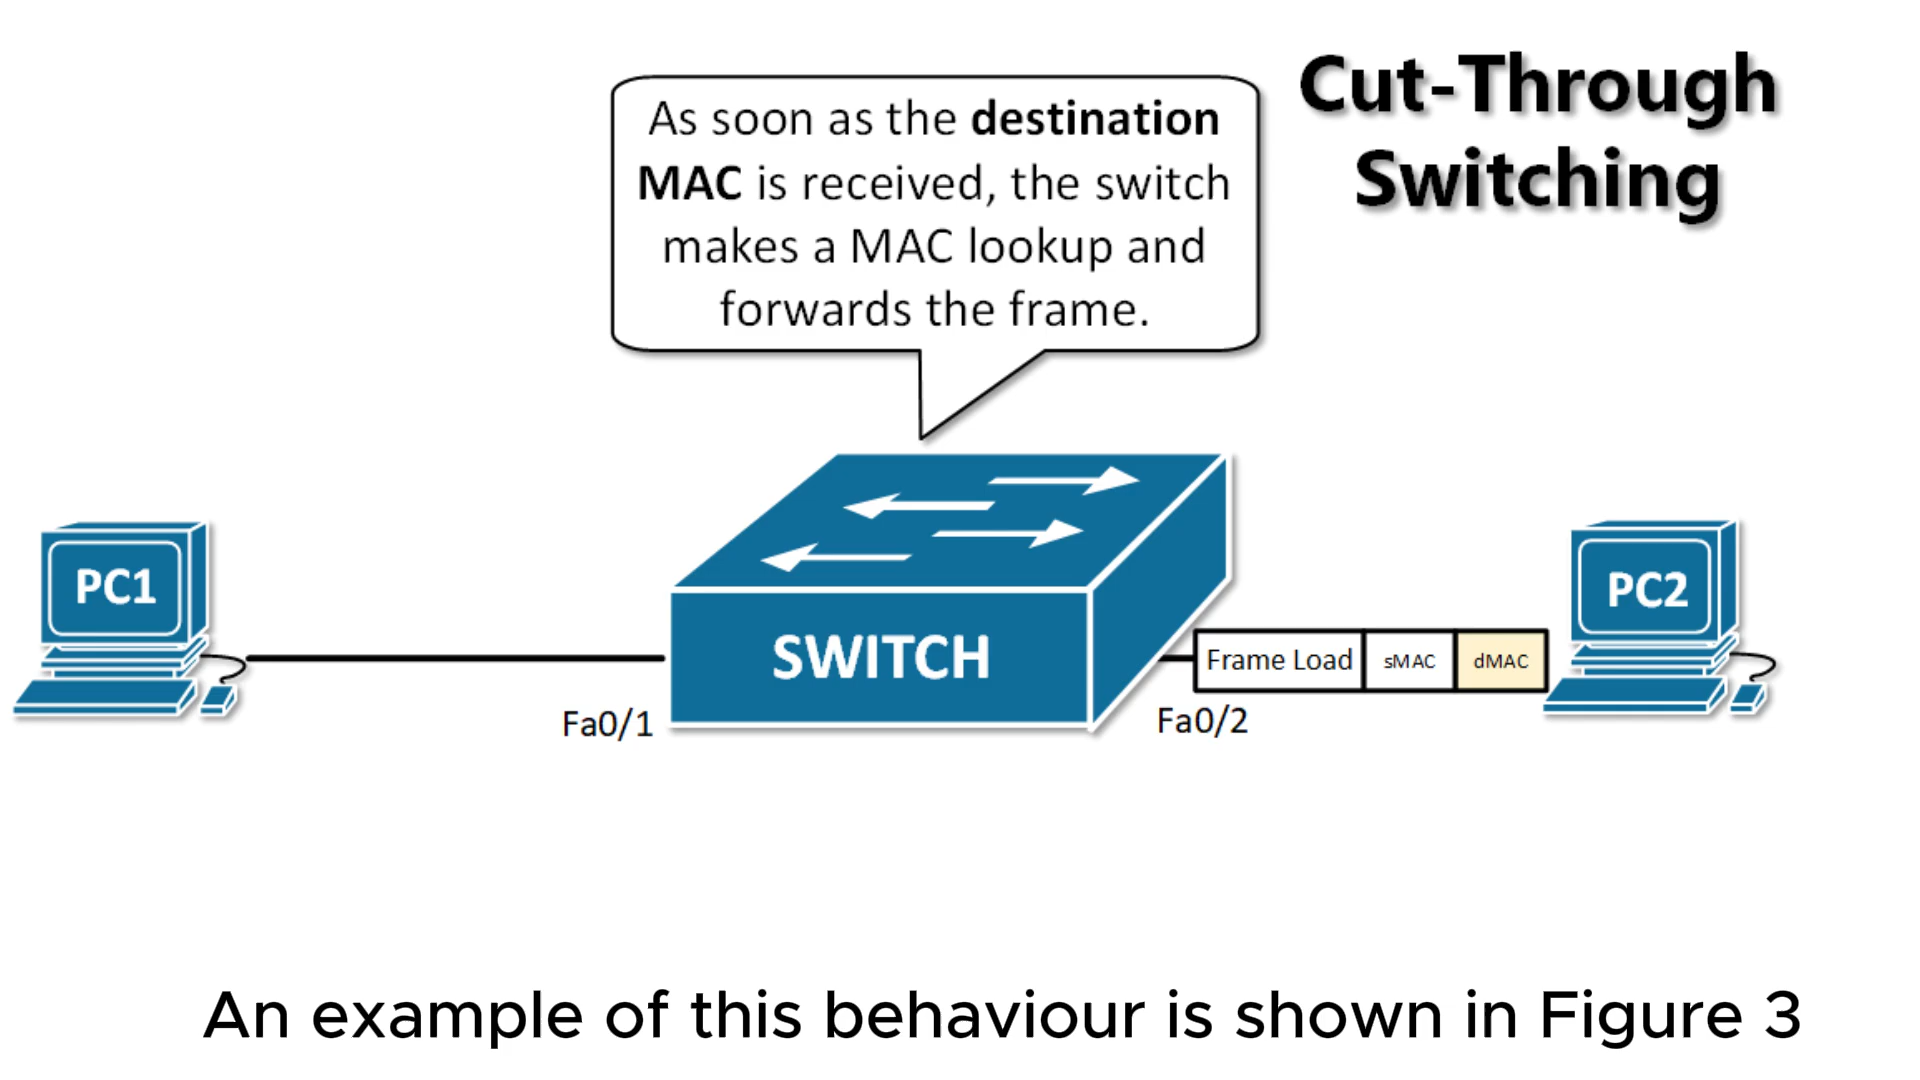 Cut-Through
Switching
As soon as the destination
MAC is received, the switch
makes a MAC lookup and
forwards the frame.
PC1
SWITCH
PC2
Frame Load
sMAC
dMAC
Fa0/1
Fa0/2
An example of this behaviour is shown in Figure 3